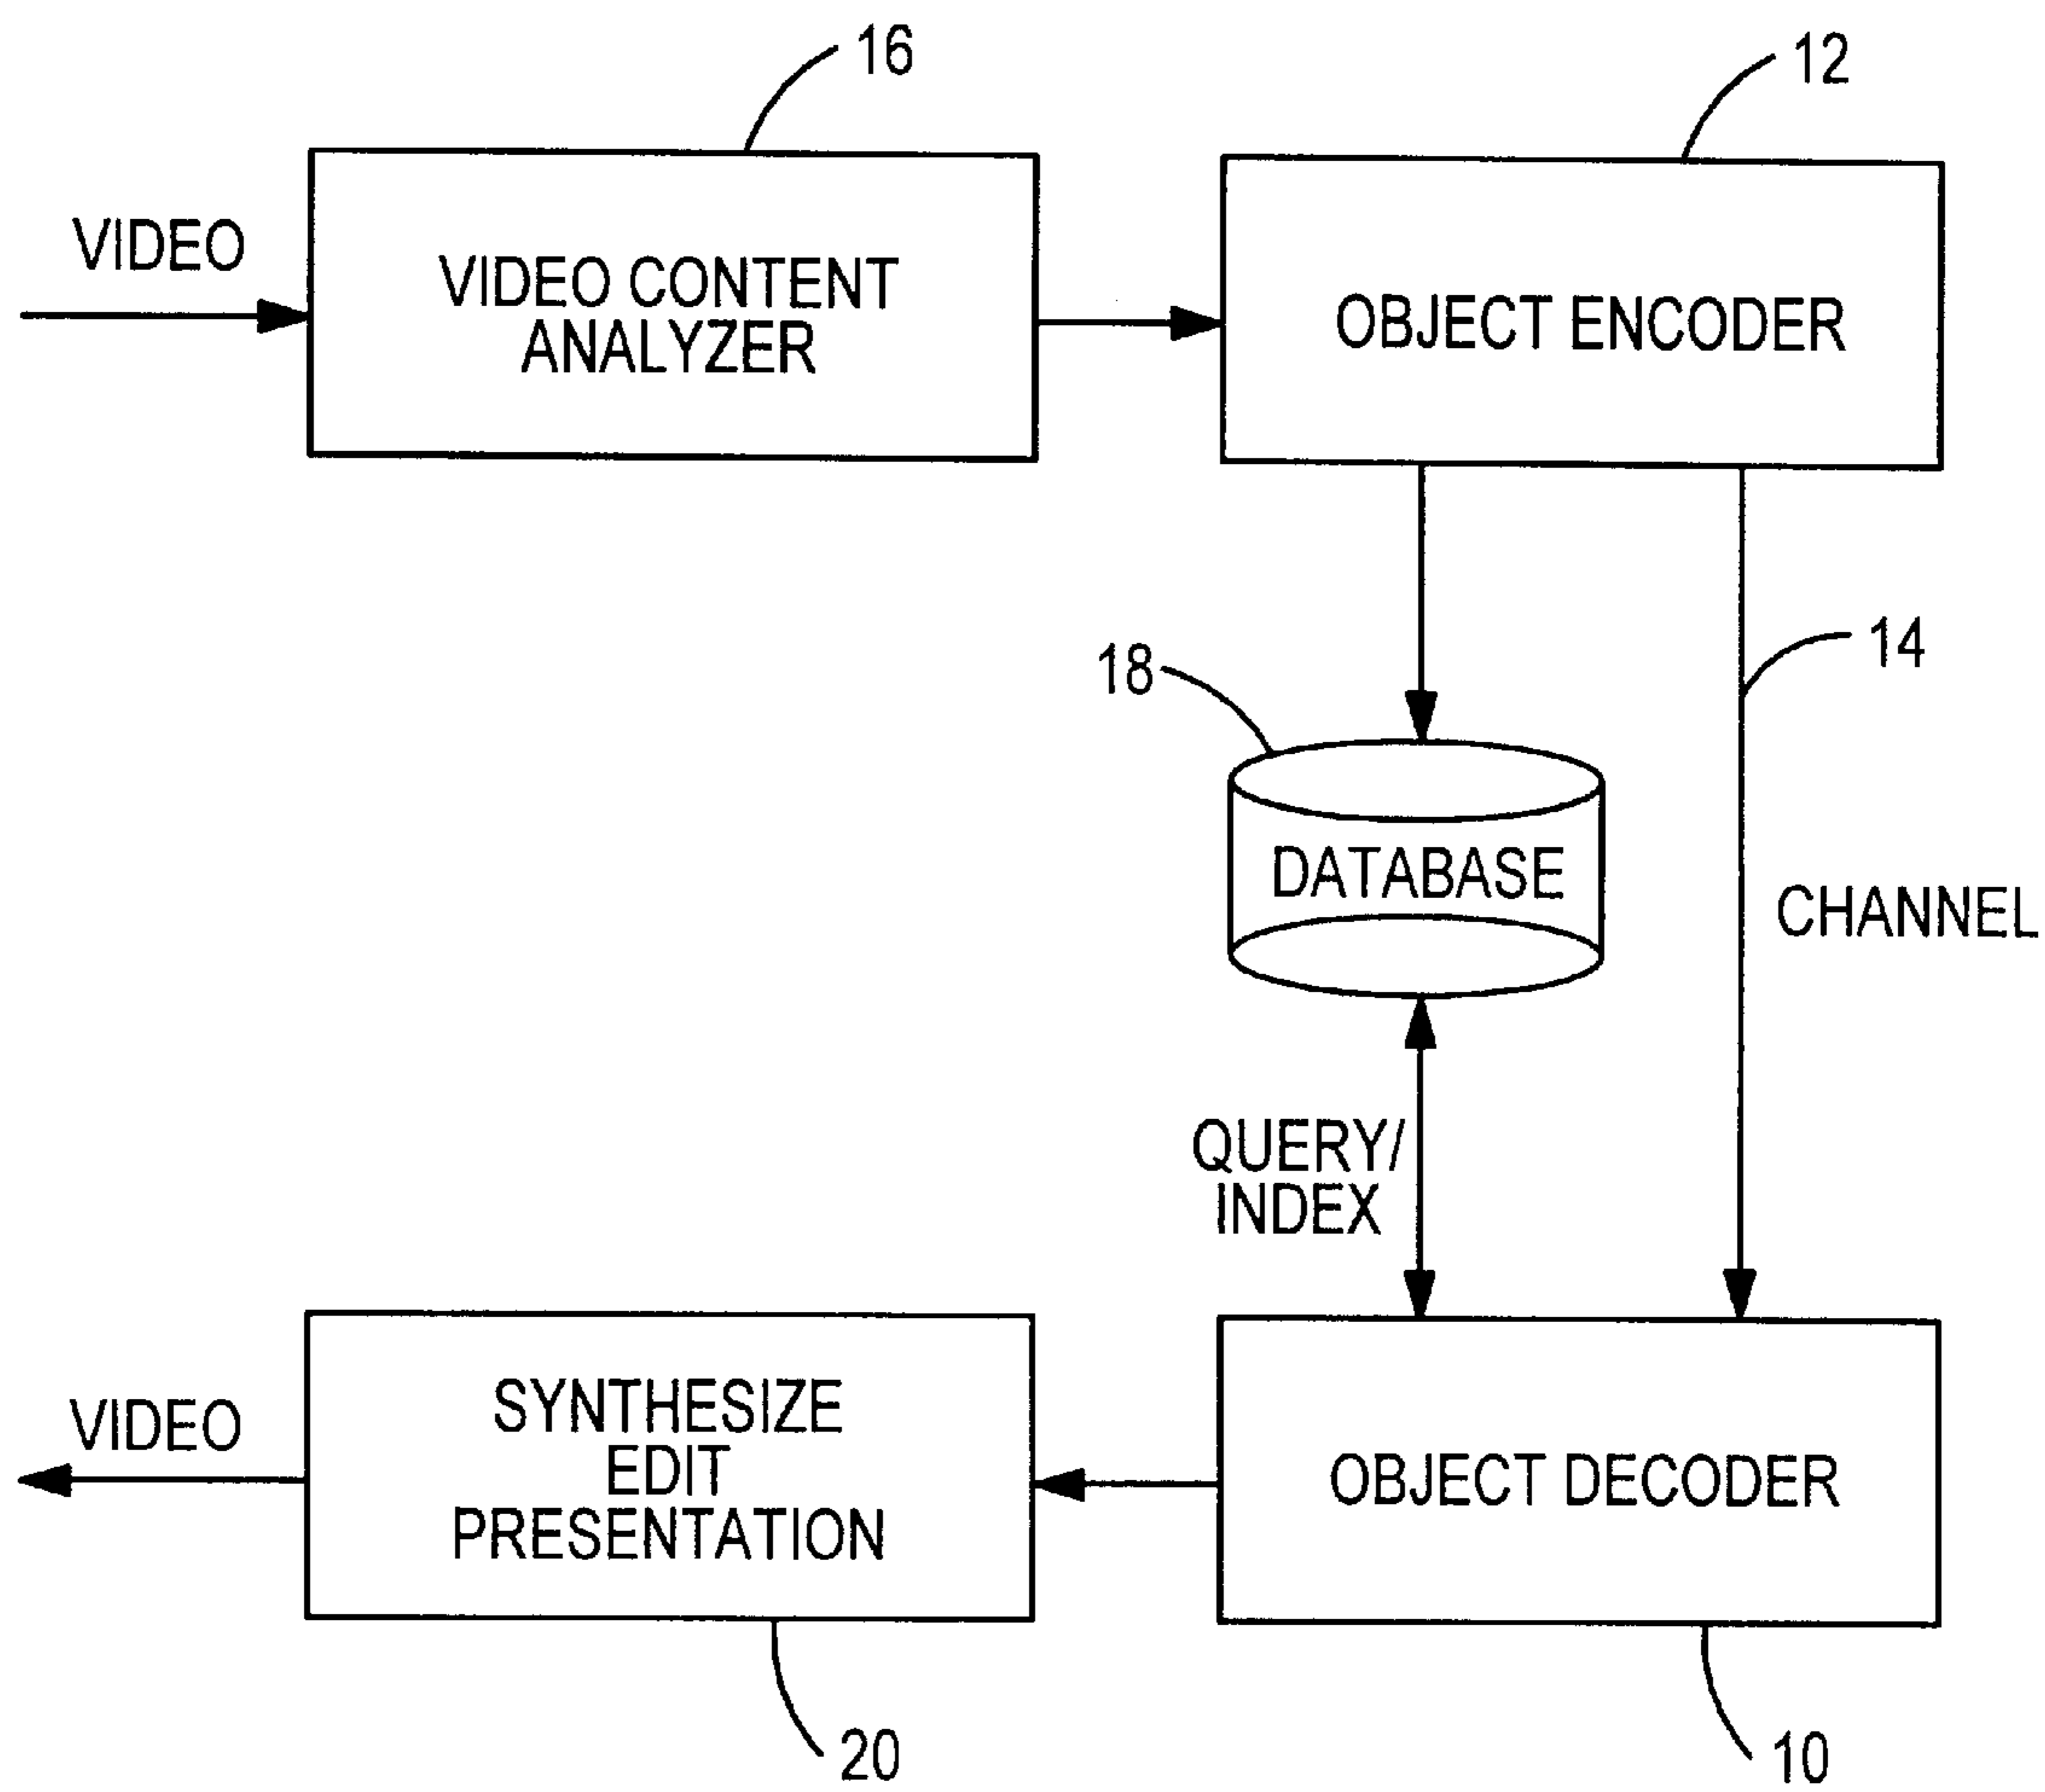 16
12
VIDEO
VIDEO CONTENT
ANALYZER
OBJECT ENCODER
18
14
DATABASE
CHANNEL
QUERY/
INDEX
VIDEO
SYNTHESIZE
EDIT
PRESENTATION
OBJECT DECODER
20
10